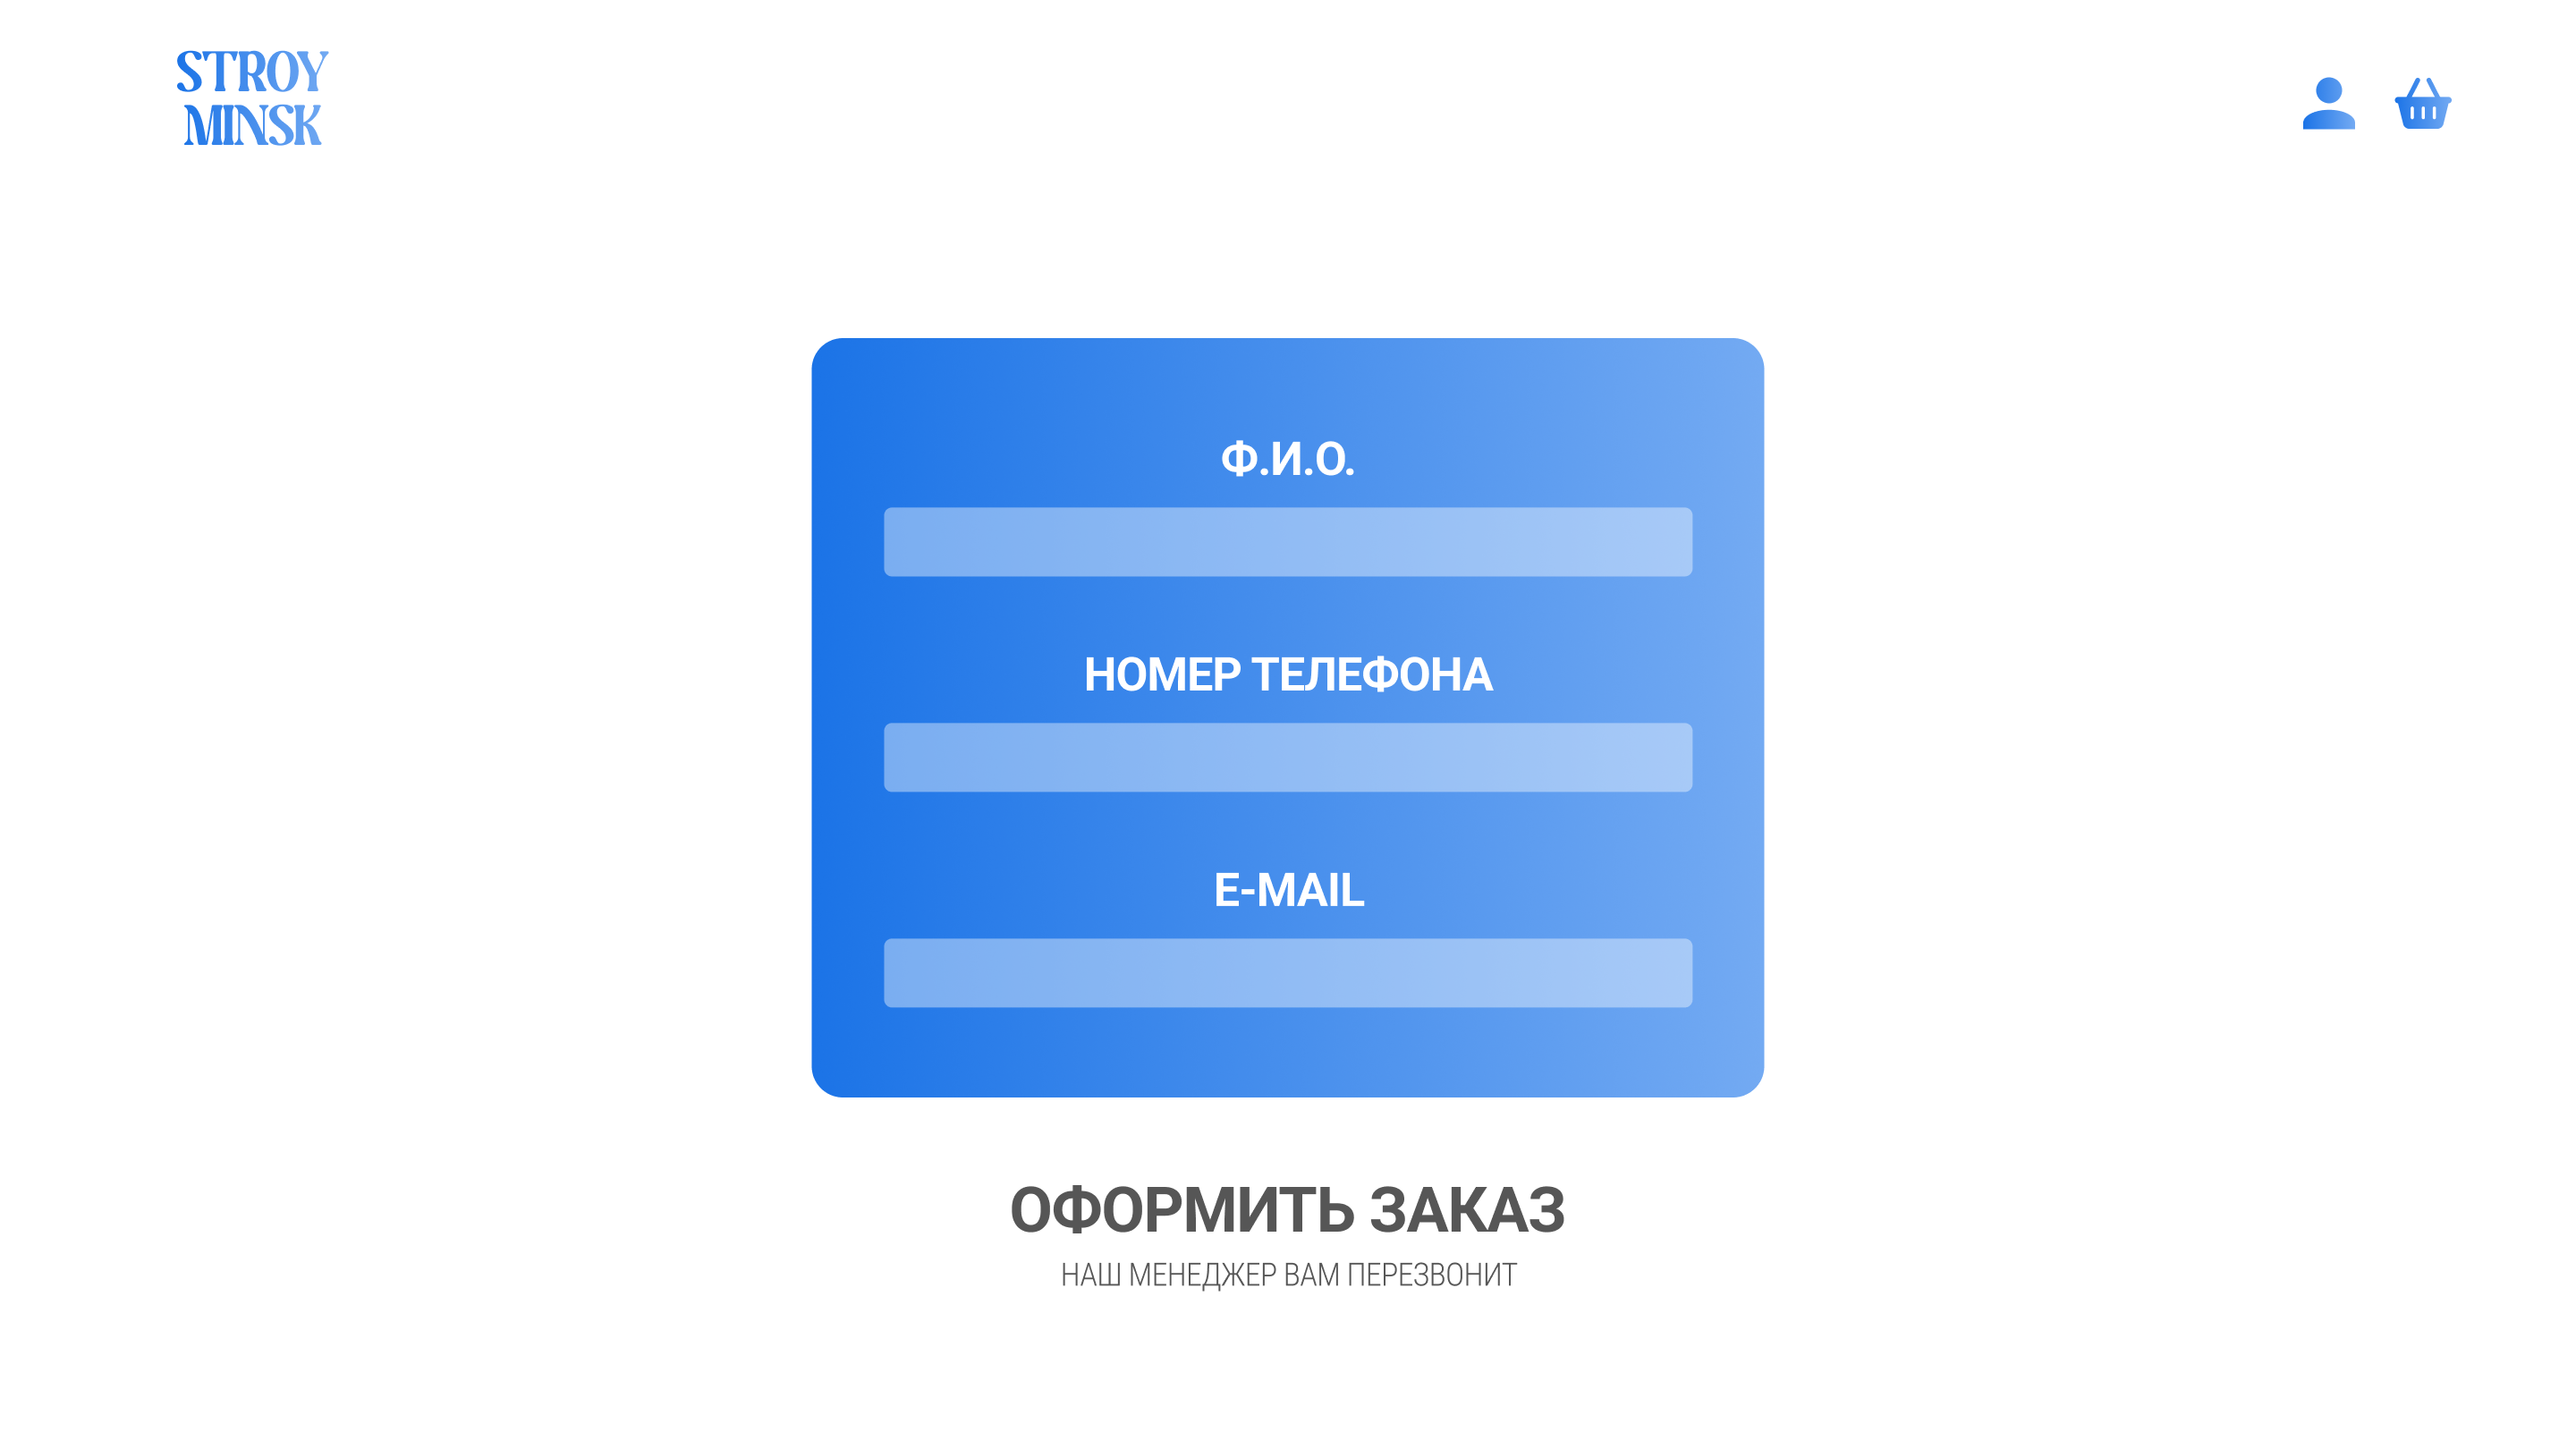 STROY
MINSK
Ф.И.О.
НОМЕР ТЕЛЕФОНА
E-MAIL
ОФОРМИТЬ ЗАКАЗ
НАШ МЕНЕДЖЕР ВАМ ПЕРЕЗВОНИТ